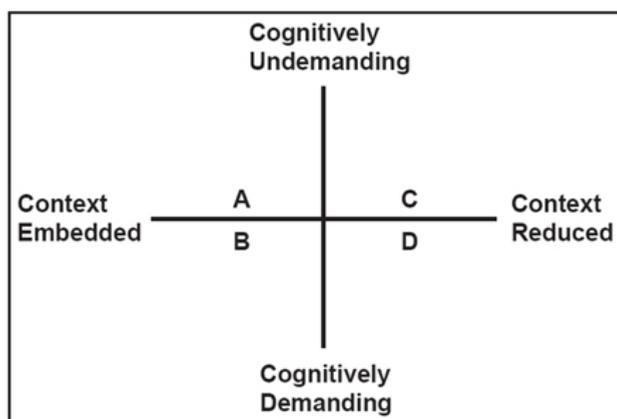 Cognitively
Undemanding
Context
Embedded
A
C
B
D
Context
Reduced
Cognitively
Demanding